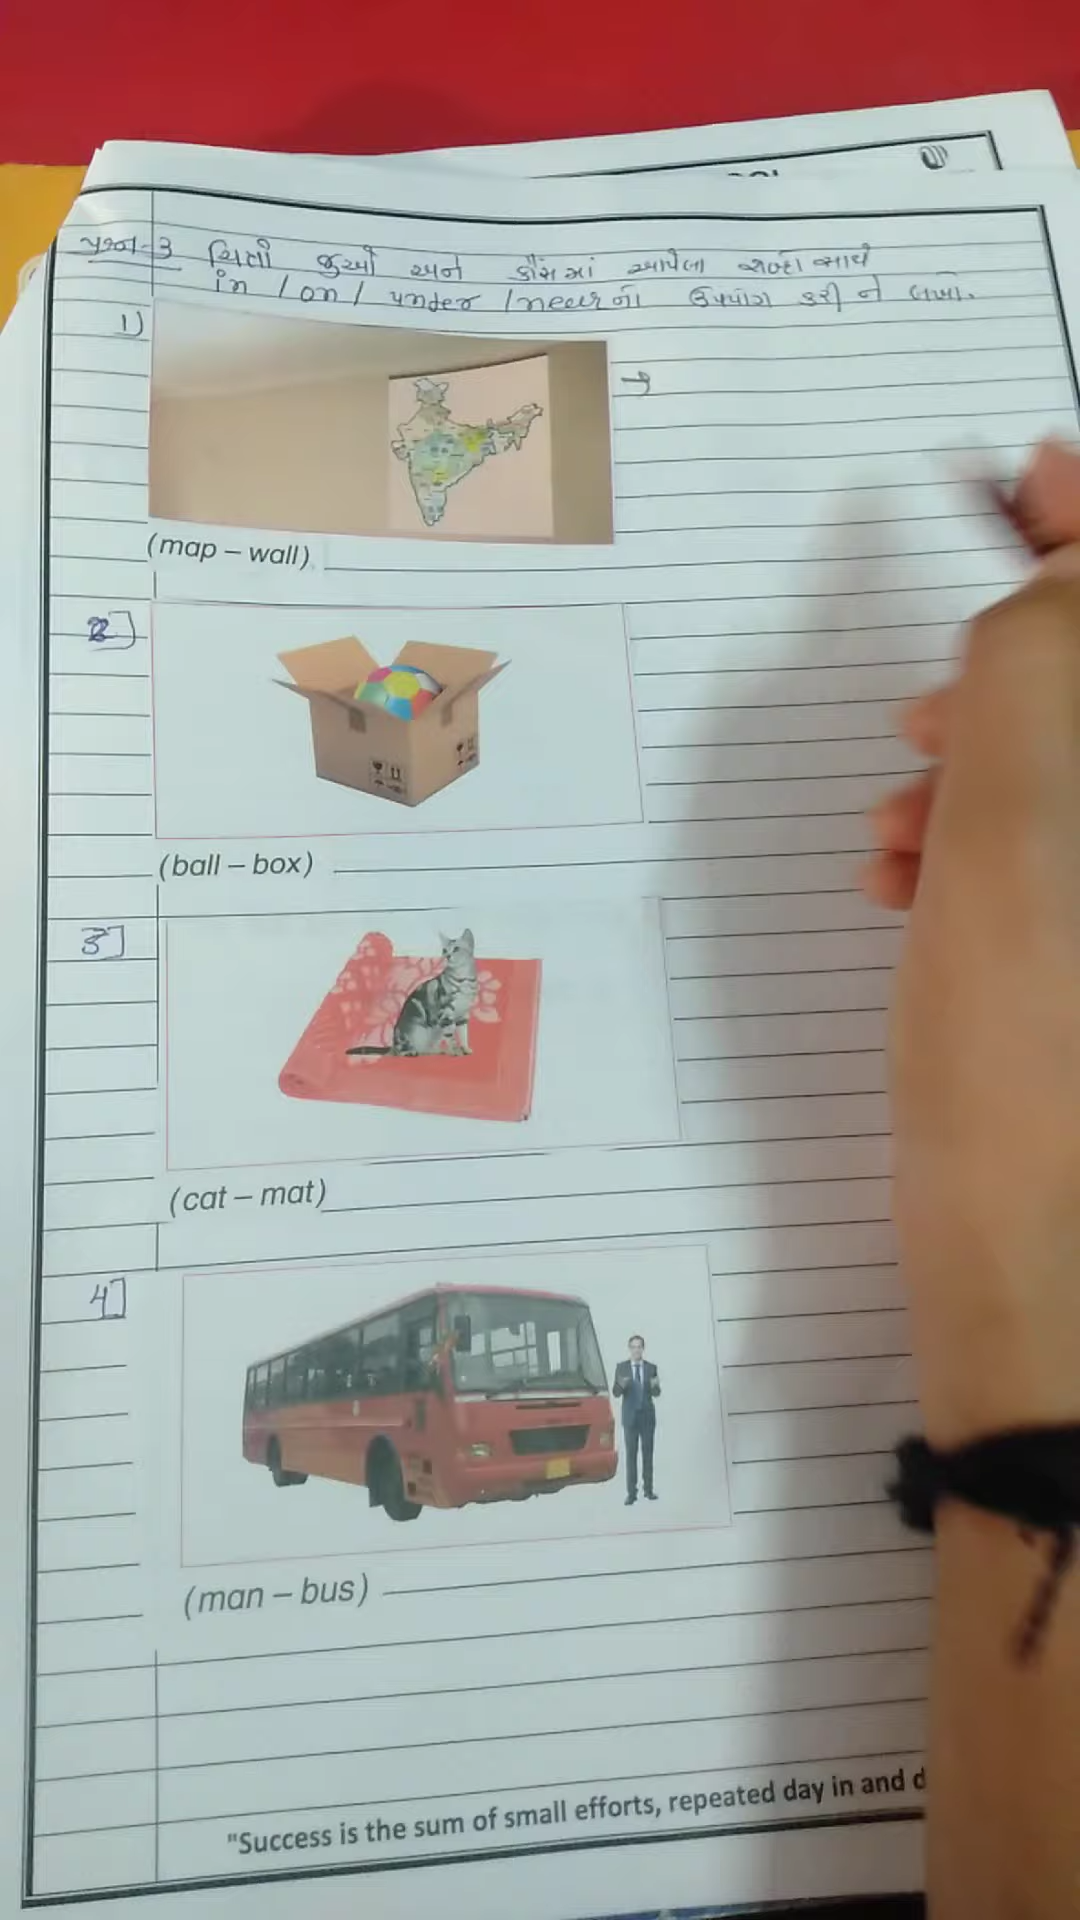 પ્રશ્ન-૩ ચિત્રો જુઓ અને કૌંસમાં આપેલા શબ્દો સાથે
in / on / under / near નો ઉપયોગ કરી ને લખો.
1)
→
(map – wall)
2]
(ball – box)
3]
(cat – mat)
4]
(man – bus)
"Success is the sum of small efforts, repeated day in and d